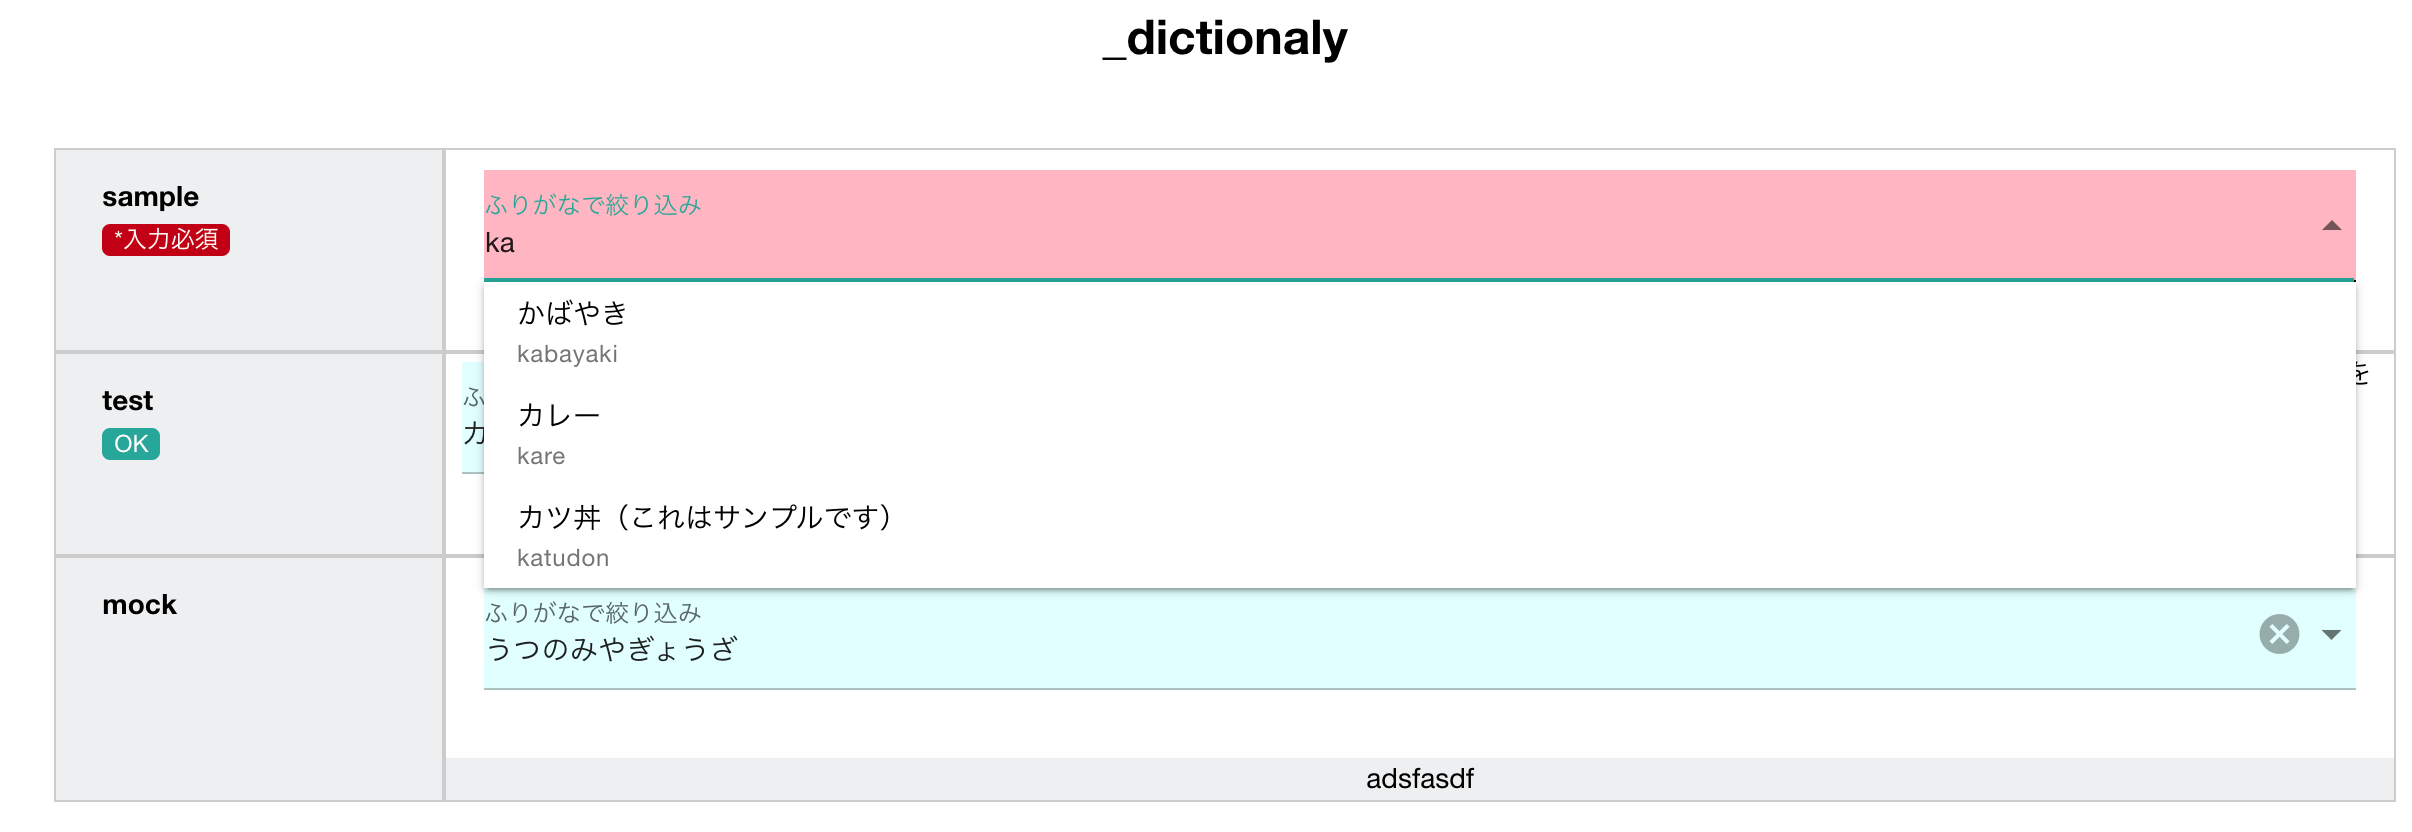 _dictionaly
sample
*入力必須
ふりがなで絞り込み
ka
かばやき
kabayaki
カレー
kare
カツ丼（これはサンプルです）
katudon
test
OK
ふ
カ
を
mock
ふりがなで絞り込み
うつのみやぎょうざ
adsfasdf